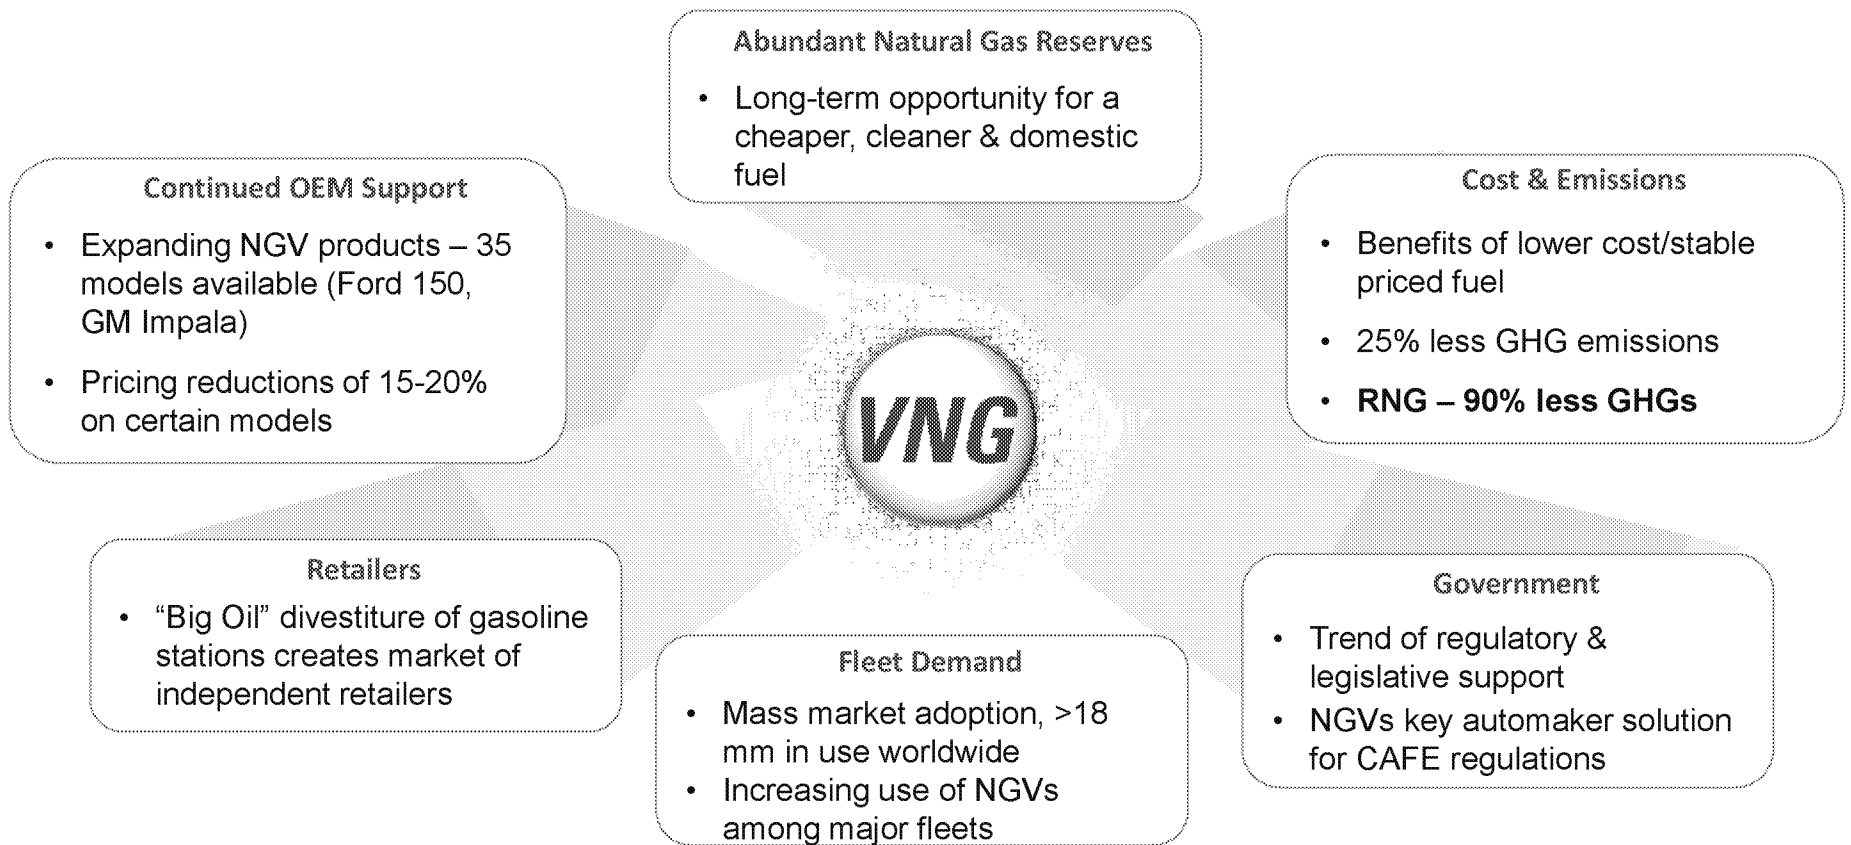 Abundant Natural Gas Reserves
• Long-term opportunity for a
cheaper, cleaner & domestic
fuel
Continued OEM Support
• Expanding NGV products – 35
models available (Ford 150,
GM Impala)
• Pricing reductions of 15-20%
on certain models
Cost & Emissions
• Benefits of lower cost/stable
priced fuel
• 25% less GHG emissions
• RNG – 90% less GHGs
VNG
Retailers
• “Big Oil” divestiture of gasoline
stations creates market of
independent retailers
Fleet Demand
• Mass market adoption, >18
mm in use worldwide
• Increasing use of NGVs
among major fleets
Government
• Trend of regulatory &
legislative support
• NGVs key automaker solution
for CAFE regulations